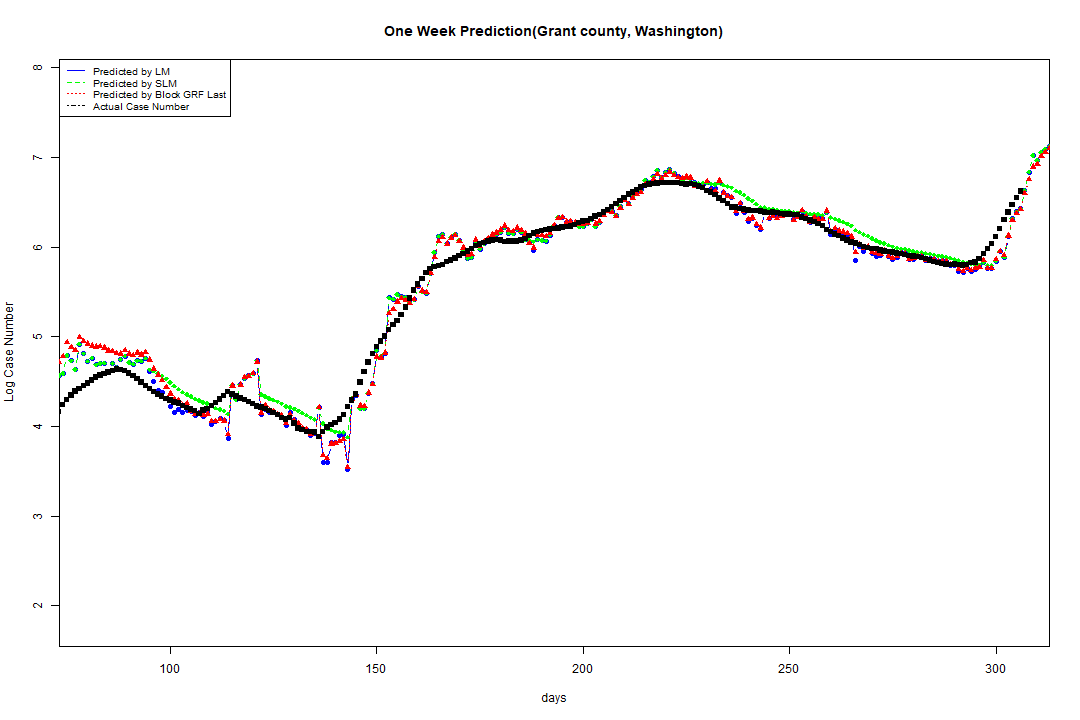 One Week Prediction(Grant county, Washington)
Predicted by LM
Predicted by SLM
Predicted by Block GRF Last
Actual Case Number
8
7
6
5
4
3
2
Log Case Number
100 150 200 250 300
days